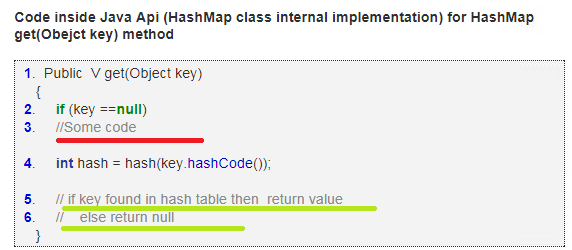 Code inside Java Api (HashMap class internal implementation) for HashMap
get(Obejct key) method
1. Public V get(Object key)
{
2. if (key ==null)
3. //Some code
4. int hash = hash(key.hashCode());
5. // if key found in hash table then return value
6. // else return null
}